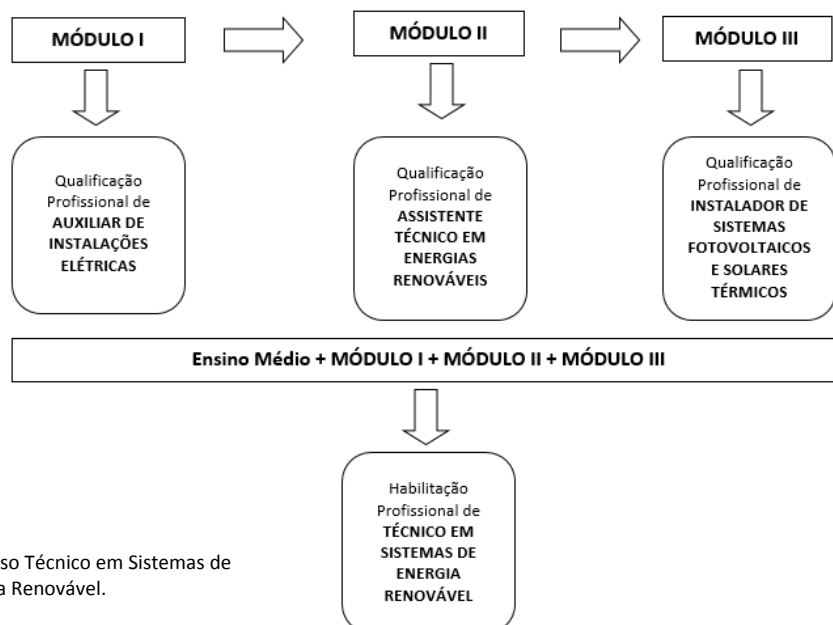 MÓDULO I
MÓDULO II
MÓDULO III
Qualificação
Profissional de
AUXILIAR DE
INSTALAÇÕES
ELÉTRICAS
Qualificação
Profissional de
ASSISTENTE
TÉCNICO EM
ENERGIAS
RENOVÁVEIS
Qualificação
Profissional de
INSTALADOR DE
SISTEMAS
FOTOVOLTAICOS
E SOLARES
TÉRMICOS
Ensino Médio + MÓDULO I + MÓDULO II + MÓDULO III
Habilitação
Profissional de
TÉCNICO EM
SISTEMAS DE
ENERGIA
RENOVÁVEL
so Técnico em Sistemas de
a Renovável.